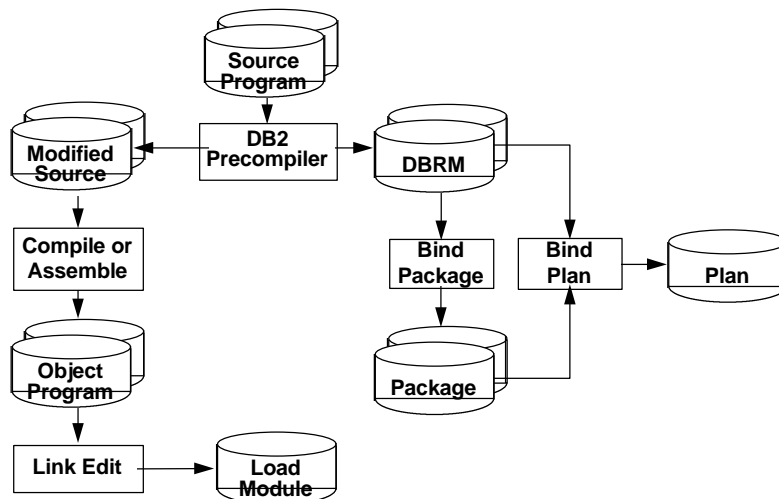 Source
Program
DB2
Precompiler
Modified
Source
DBRM
Compile or
Assemble
Bind
Package
Bind
Plan
Plan
Object
Program
Package
Link Edit
Load
Module